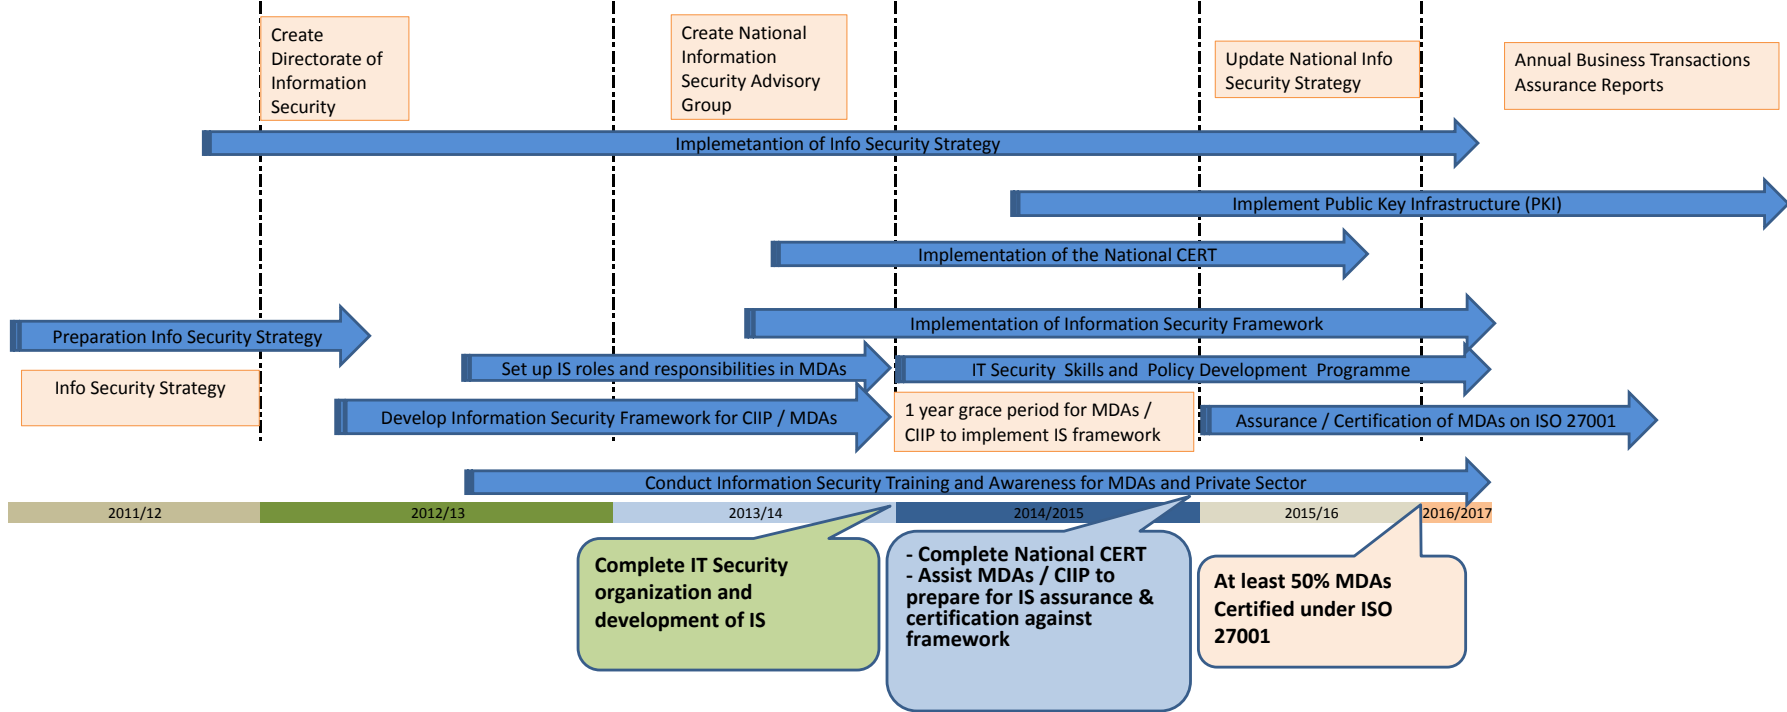 Create
Directorate of
Information
Security
Create National
Information
Security Advisory
Group
Update National Info
Security Strategy
Annual Business Transactions
Assurance Reports
Implemetantion of Info Security Strategy
Implement Public Key Infrastructure (PKI)
Implementation of the National CERT
Preparation Info Security Strategy
Implementation of Information Security Framework
Info Security Strategy
Set up IS roles and responsibilities in MDAs
IT Security Skills and Policy Development Programme
Develop Information Security Framework for CIIP / MDAs
1 year grace period for MDAs /
CIIP to implement IS framework
Assurance / Certification of MDAs on ISO 27001
Conduct Information Security Training and Awareness for MDAs and Private Sector
2011/12
2012/13
2013/14
2014/2015
2015/16
2016/2017
Complete IT Security
organization and
development of IS
- Complete National CERT
- Assist MDAs / CIIP to
prepare for IS assurance &
certification against
framework
At least 50% MDAs
Certified under ISO
27001